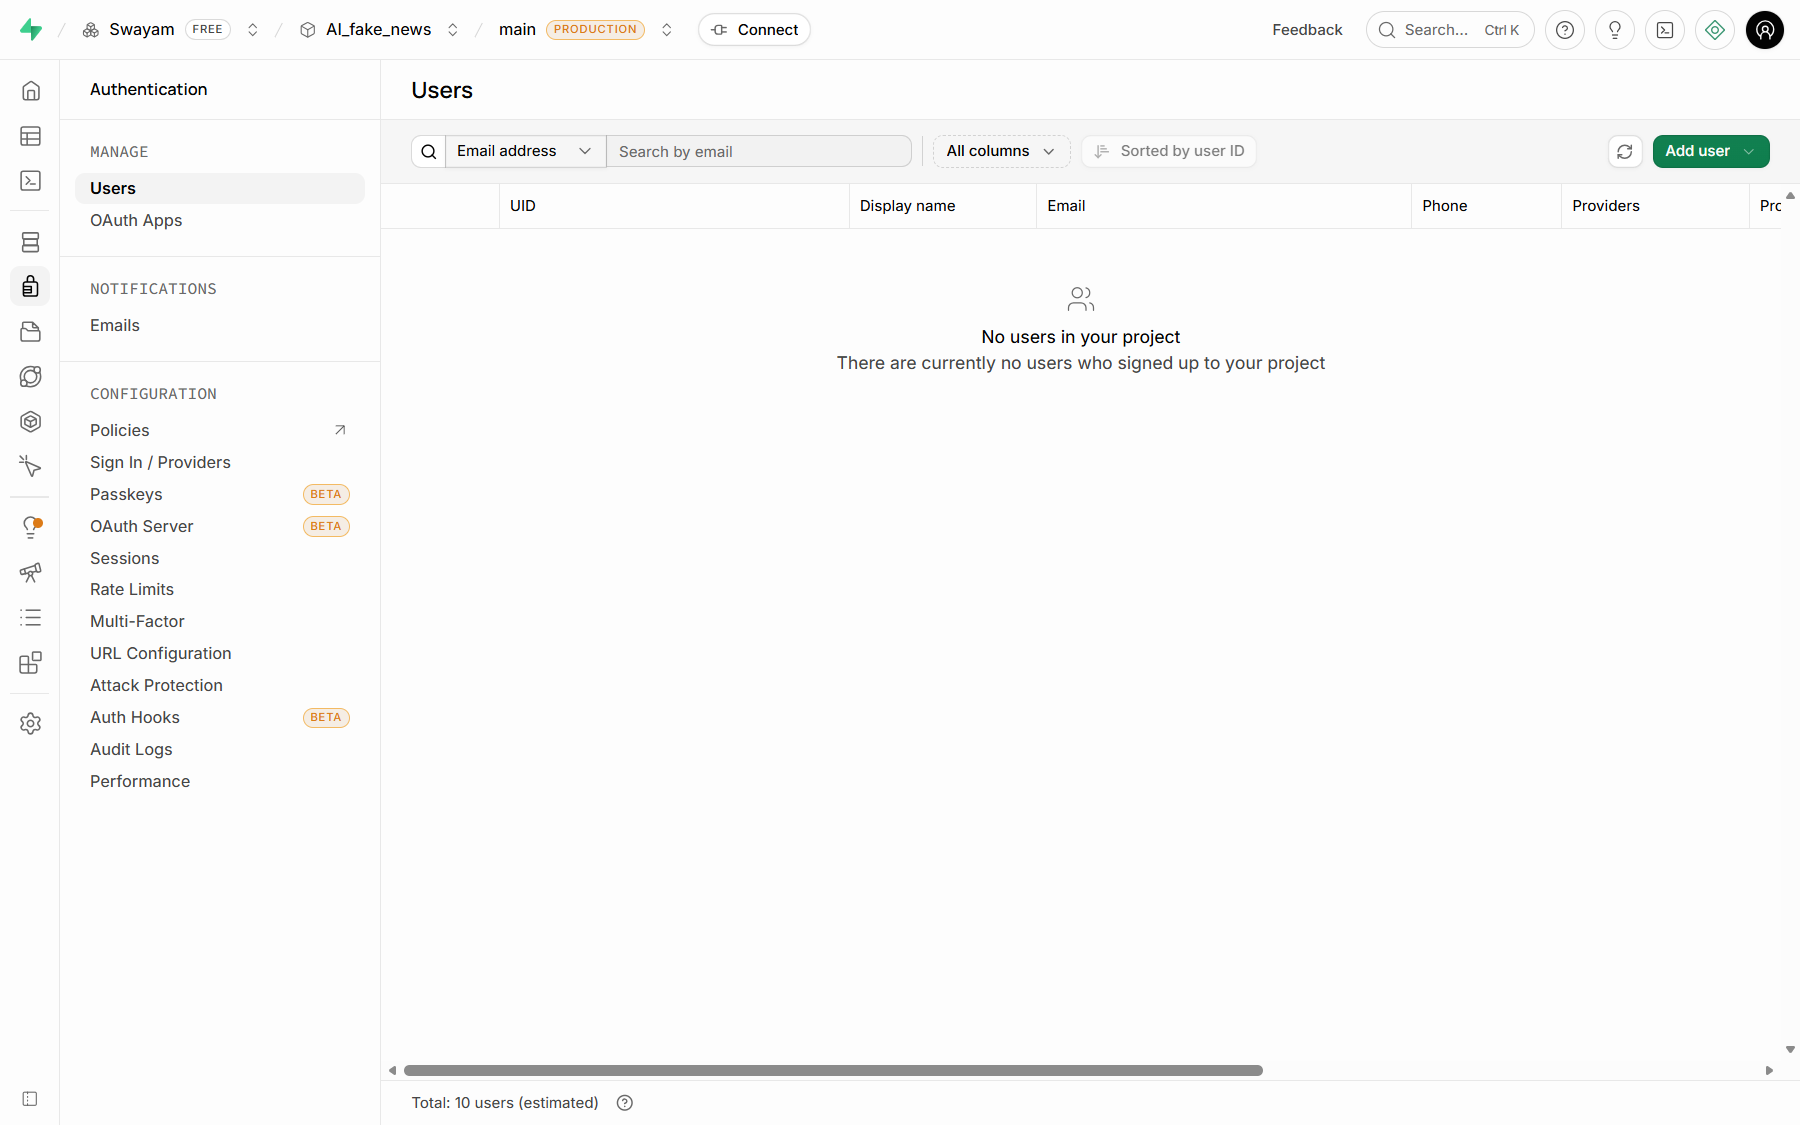 Swayam FREE AI_fake_news main PRODUCTION Connect Feedback Search... Ctrl K
Authentication
MANAGE
Users
OAuth Apps
NOTIFICATIONS
Emails
CONFIGURATION
Policies
Sign In / Providers
Passkeys BETA
OAuth Server BETA
Sessions
Rate Limits
Multi-Factor
URL Configuration
Attack Protection
Auth Hooks BETA
Audit Logs
Performance
Users
Email address Search by email All columns Sorted by user ID Add user
UID Display name Email Phone Providers Pro
No users in your project
There are currently no users who signed up to your project
Total: 10 users (estimated)